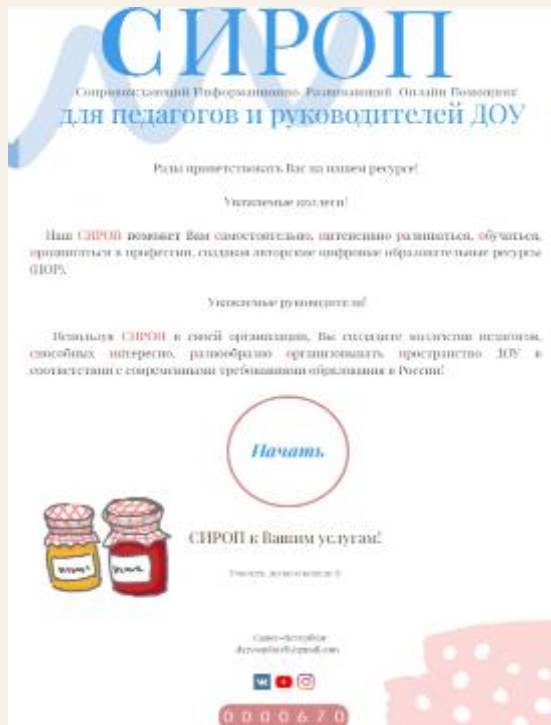 СИРОП
Сопровождающий Информационно Развивающий Онлайн Помощник
для педагогов и руководителей ДОУ
Рады приветствовать Вас на нашем ресурсе!
Уважаемые коллеги!
Наш СИРОП поможет Вам самостоятельно, интенсивно развиваться, обучаться,
продвигаться в профессии, создавая авторские цифровые образовательные ресурсы
(ЦОР).
Уважаемые руководители!
Используя СИРОП в своей организации, Вы создадите коллектив педагогов,
способных интересно, разнообразно организовывать пространство ДОУ в
соответствии с современными требованиями образования в России!
Начать
СИРОП к Вашим услугам!
Санкт-Петербург
0000670